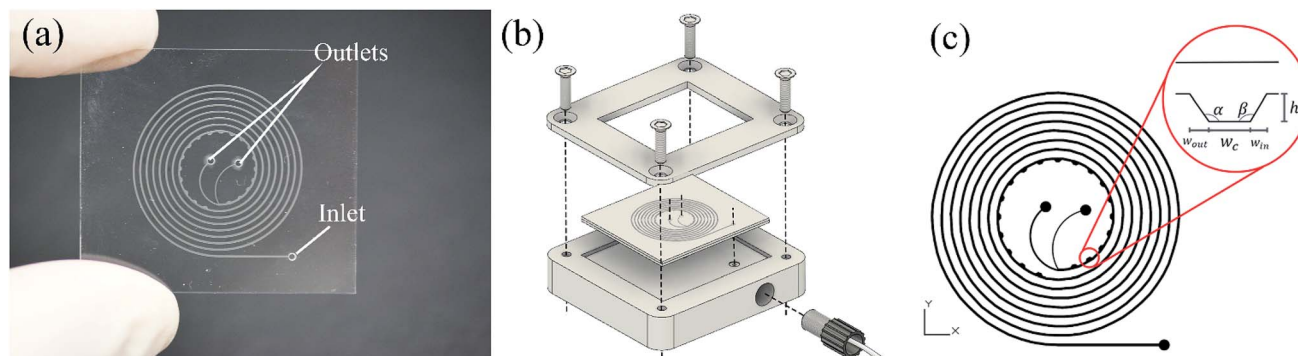 (a)
Outlets
Inlet
(b)
(c)
α β h
w_out w_c w_in
Y
X